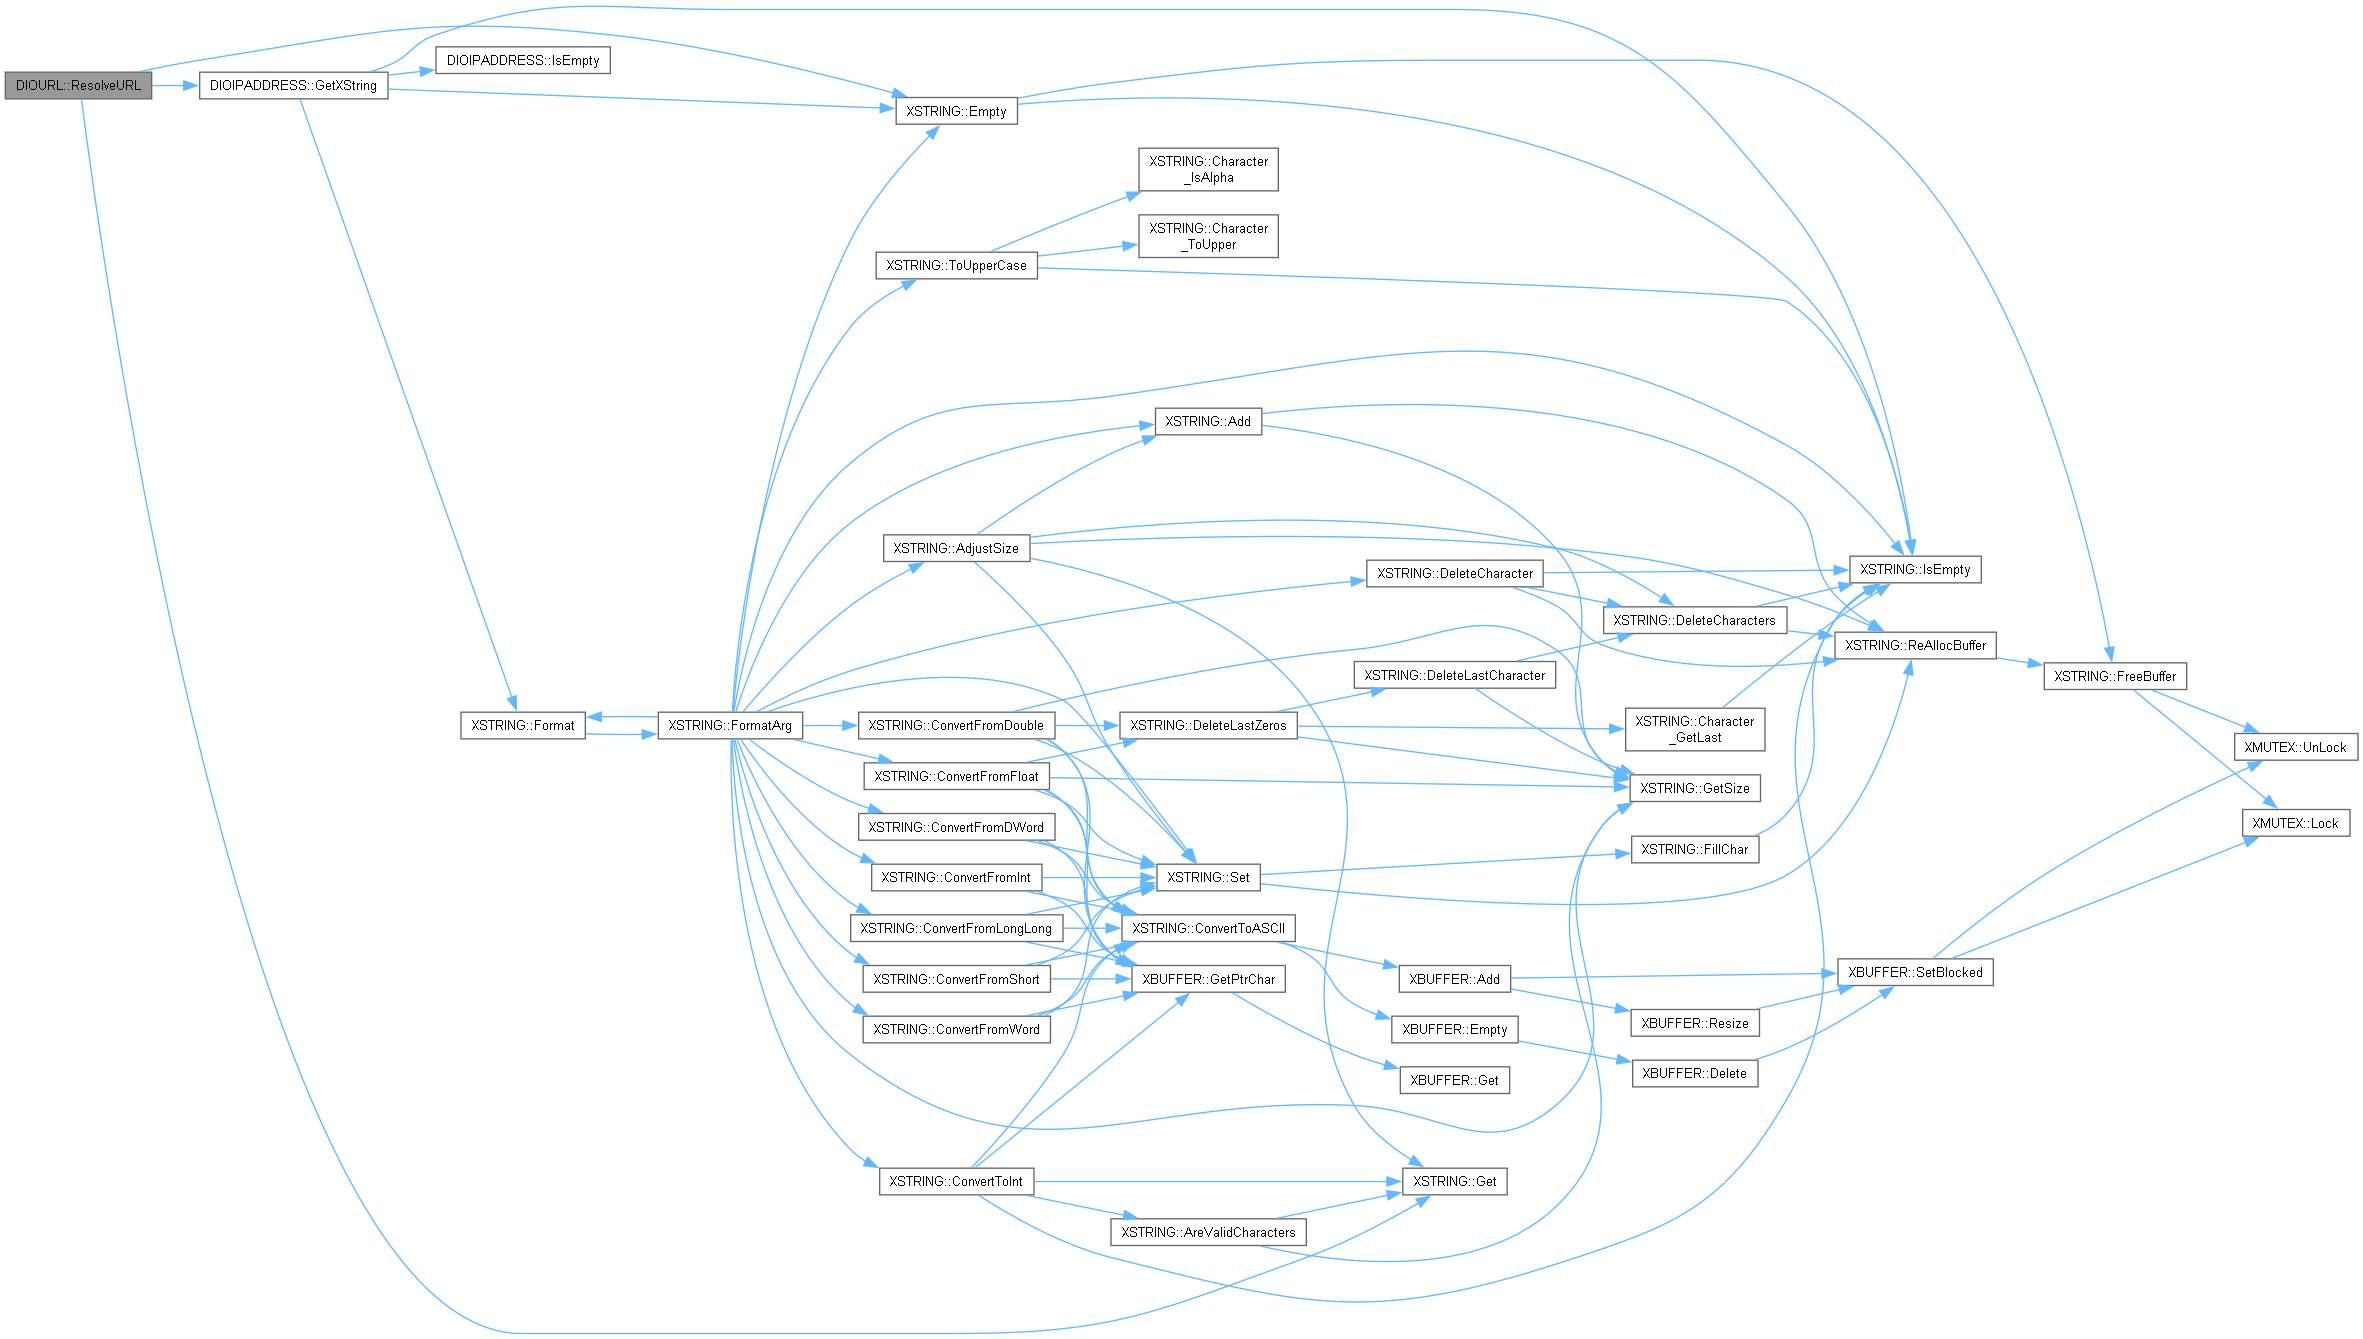 DIOURL::ResolveURL
DIOIPADDRESS::GetXString
DIOIPADDRESS::IsEmpty
XSTRING::Empty
XSTRING::Character
_IsAlpha
XSTRING::Character
_ToUpper
XSTRING::ToUpperCase
XSTRING::Add
XSTRING::AdjustSize
XSTRING::DeleteCharacter
XSTRING::IsEmpty
XSTRING::DeleteCharacters
XSTRING::ReAllocBuffer
XSTRING::DeleteLastCharacter
XSTRING::FreeBuffer
XSTRING::Format
XSTRING::FormatArg
XSTRING::ConvertFromDouble
XSTRING::DeleteLastZeros
XSTRING::Character
_GetLast
XMUTEX::UnLock
XSTRING::ConvertFromFloat
XSTRING::GetSize
XSTRING::ConvertFromDWord
XMUTEX::Lock
XSTRING::FillChar
XSTRING::ConvertFromInt
XSTRING::Set
XSTRING::ConvertFromLongLong
XSTRING::ConvertToASCII
XSTRING::ConvertFromShort
XBUFFER::GetPtrChar
XBUFFER::Add
XBUFFER::SetBlocked
XSTRING::ConvertFromWord
XBUFFER::Empty
XBUFFER::Resize
XBUFFER::Get
XBUFFER::Delete
XSTRING::ConvertToInt
XSTRING::Get
XSTRING::AreValidCharacters